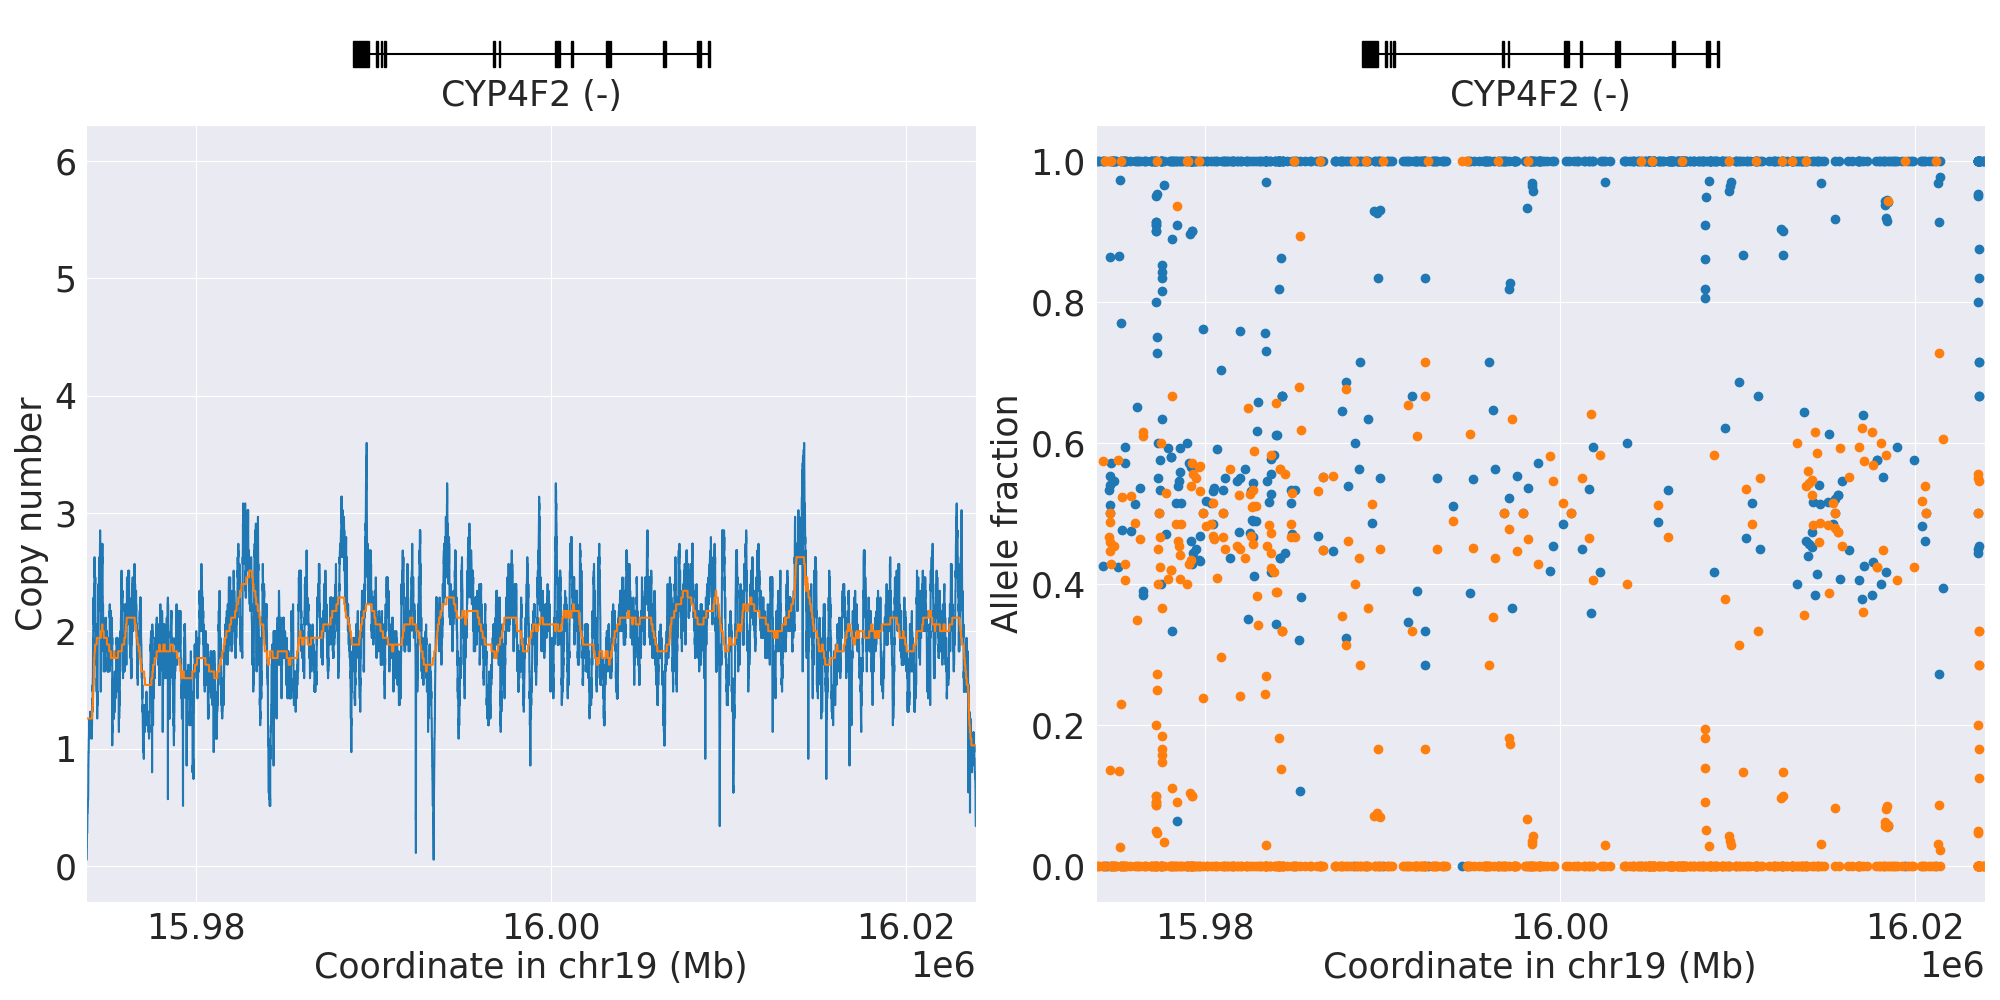 CYP4F2 (-)
Copy number
6
5
4
3
2
1
0
15.98
16.00
16.02
Coordinate in chr19 (Mb)
1e6
CYP4F2 (-)
Allele fraction
1.0
0.8
0.6
0.4
0.2
0.0
15.98
16.00
16.02
Coordinate in chr19 (Mb)
1e6